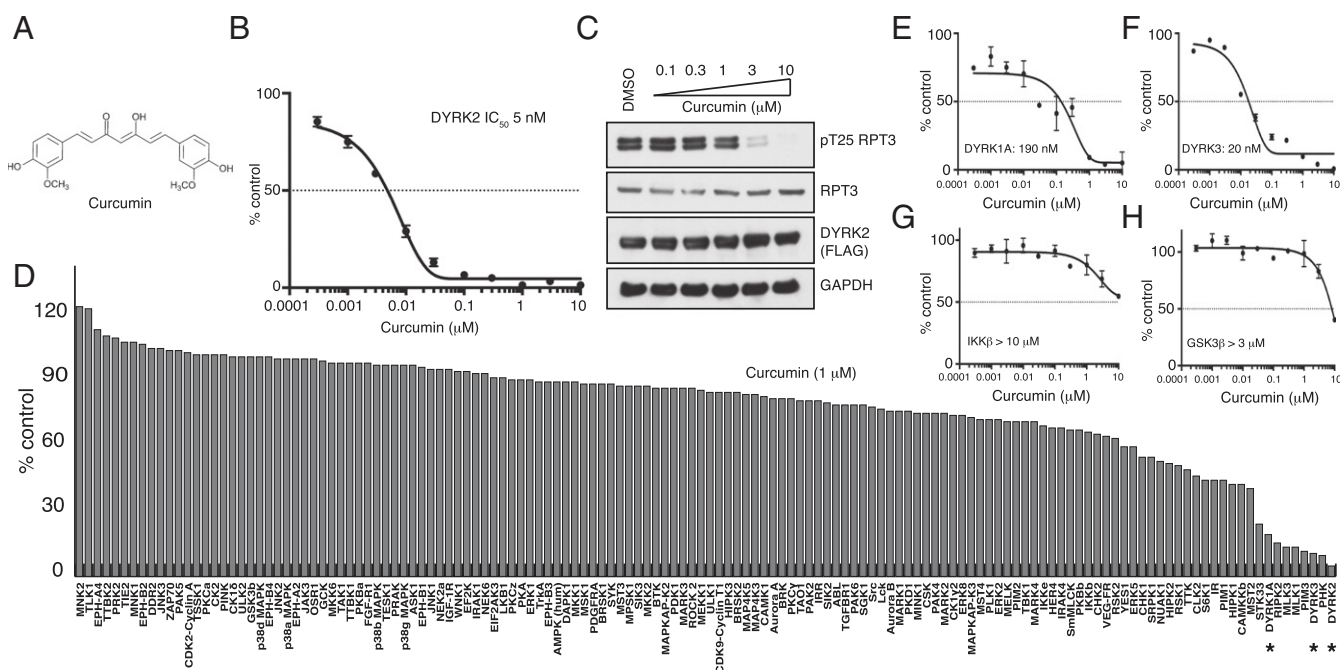 A
OH
O
HO
OCH₃
H₃CO
OH
Curcumin
B
100
50
0
% control
DYRK2 IC₅₀ 5 nM
0.0001 0.001 0.01 0.1 1 10
Curcumin (μM)
C
DMSO
0.1 0.3 1 3 10
Curcumin (μM)
pT25 RPT3
RPT3
DYRK2
(FLAG)
GAPDH
E
100
50
0
% control
DYRK1A: 190 nM
0.0001 0.001 0.01 0.1 1 10
Curcumin (μM)
F
100
50
0
% control
DYRK3: 20 nM
0.0001 0.001 0.01 0.1 1 10
Curcumin (μM)
G
100
50
0
% control
IKKβ > 10 μM
0.0001 0.001 0.01 0.1 1 10
Curcumin (μM)
H
100
50
0
% control
GSK3β > 3 μM
0.0001 0.001 0.01 0.1 1 10
Curcumin (μM)
D
120
90
60
30
0
% control
Curcumin (1 μM)
MNK2
TLK1
EPH-A4
TTBK2
PRK2
TIE2
MNK1
EPH-B2
DDR2
JNK3
ZAP70
PAK5
CDK2-Cyclin A
TSSK1
PKCa
PINK
CK1δ
ULK2
GSK3b
p38d MAPK
EPH-B4
JNK2
p38a MAPK
EPH-A2
JAK3
OSR1
GCK
MKK6
TAK1
TTBK1
PKBa
p38b MAPK
TESK1
p38g MAPK
ASK1
EPH-B1
JNK1
NEK2a
IGF-1R
WNK1
EF2K
IRAK1
NEK6
EIF2AK3
LKB1
PKCz
PKA
ERK1
TrkA
EPH-B3
AMPK (hum)
DAPK1
MKK1
MSK1
PDGFRA
BRSK1
SYK
MST3
MPSK1
SIK3
MKK2
BTK
MAPKAP-K2
MARK3
ROCK 2
MEKK1
ULK1
CDK9-Cyclin T1
HIPK3
BRSK2
MAP4K5
MAP4K3
CAMK1
Aurora A
BRK
PKCγ
TAO1
PAK2
IRR
SIK2
ABL
TGFBR1
PAK6
SGK1
Src
Lck
Aurora B
MARK1
PKD1
MINK1
CSK
PAK4
MARK2
CK1γ2
ERK8
MAPKAP-K3
MST4
PLK1
ERK2
MELK
PIM2
TBK1
MARK4
IKKe
HER4
IRAK4
SmMLCK
PKBb
IKKb
CHK2
VEG-FR
RSK2
YES1
ERK5
CHK1
SRPK1
NUAK1
HIPK2
RSK1
TTK
CLK2
S6K1
IR
PIM1
HIPK1
CAMKKb
MST2
STK33
DYRK1A
RIPK2
MLK3
MLK1
PIM3
DYRK3
PHK
DYRK2
* * *